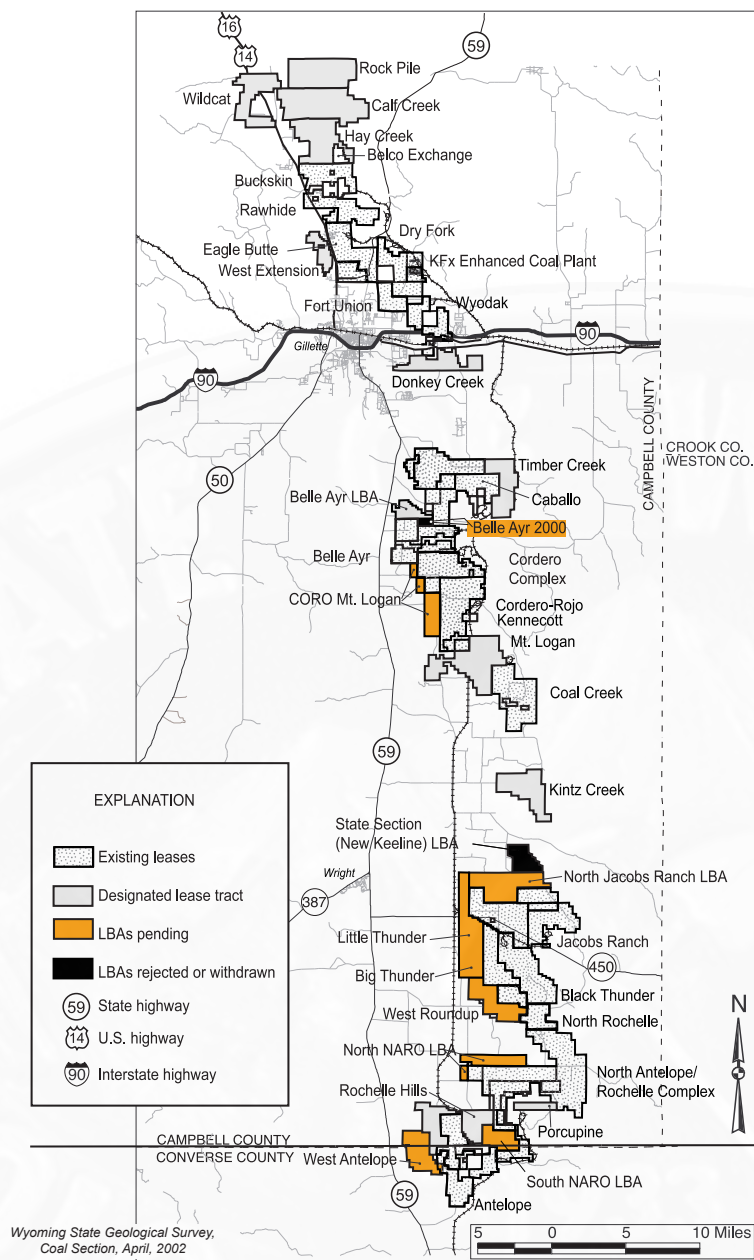 16
14
59
Rock Pile
Wildcat
Calf Creek
Hay Creek
Belco Exchange
Buckskin
Rawhide
Dry Fork
Eagle Butte
West Extension
KFx Enhanced Coal Plant
Fort Union
Wyodak
90
Gillette
90
Donkey Creek
CAMPBELL COUNTY
CROOK CO.
WESTON CO.
50
Timber Creek
Caballo
Belle Ayr LBA
Belle Ayr 2000
Belle Ayr
Cordero
Complex
CORO Mt. Logan
Cordero-Rojo
Kennecott
Mt. Logan
Coal Creek
59
Kintz Creek
EXPLANATION
Existing leases
Designated lease tract
LBAs pending
LBAs rejected or withdrawn
59 State highway
14 U.S. highway
90 Interstate highway
State Section
(New Keeline) LBA
Wright
387
North Jacobs Ranch LBA
Little Thunder
Jacobs Ranch
450
Big Thunder
Black Thunder
West Roundup
North Rochelle
N
North NARO LBA
North Antelope/
Rochelle Complex
Rochelle Hills
Porcupine
CAMPBELL COUNTY
CONVERSE COUNTY
West Antelope
South NARO LBA
59
Antelope
Wyoming State Geological Survey,
Coal Section, April, 2002
5 0 5 10 Miles